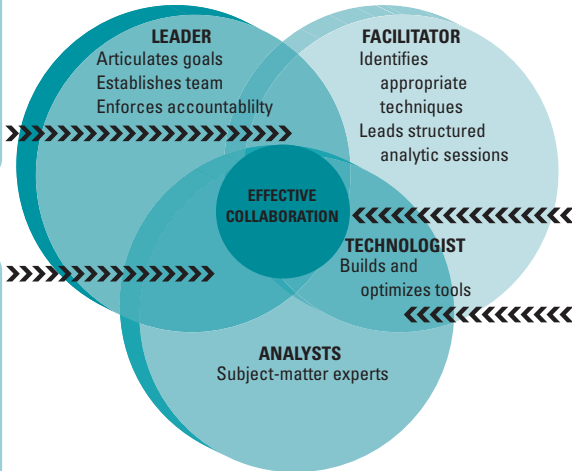 LEADER
Articulates goals
Establishes team
Enforces accountablilty
FACILITATOR
Identifies
appropriate
techniques
Leads structured
analytic sessions
EFFECTIVE
COLLABORATION
TECHNOLOGIST
Builds and
optimizes tools
ANALYSTS
Subject-matter experts